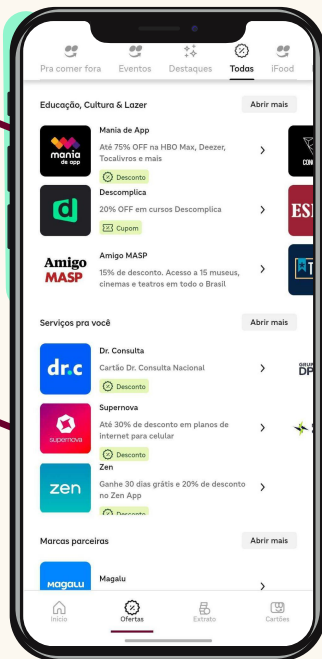 Pra comer fora
Eventos
Destaques
Todas
iFood
Educação, Cultura & Lazer
Abrir mais
mania
de app
Mania de App
Até 75% OFF na HBO Max, Deezer,
Tocalivros e mais
Desconto
d
Descomplica
20% OFF em cursos Descomplica
Cupom
ES
Amigo
MASP
Amigo MASP
15% de desconto. Acesso a 15 museus,
cinemas e teatros em todo o Brasil
Serviços pra você
Abrir mais
dr.c
Dr. Consulta
Cartão Dr. Consulta Nacional
Desconto
GRUP
DP
supernova
Supernova
Até 30% de desconto em planos de
internet para celular
Desconto
S
zen
Zen
Ganhe 30 dias grátis e 20% de desconto
no Zen App
Desconto
Marcas parceiras
Abrir mais
MAGALU
Magalu
Início
Ofertas
Extrato
Cartões